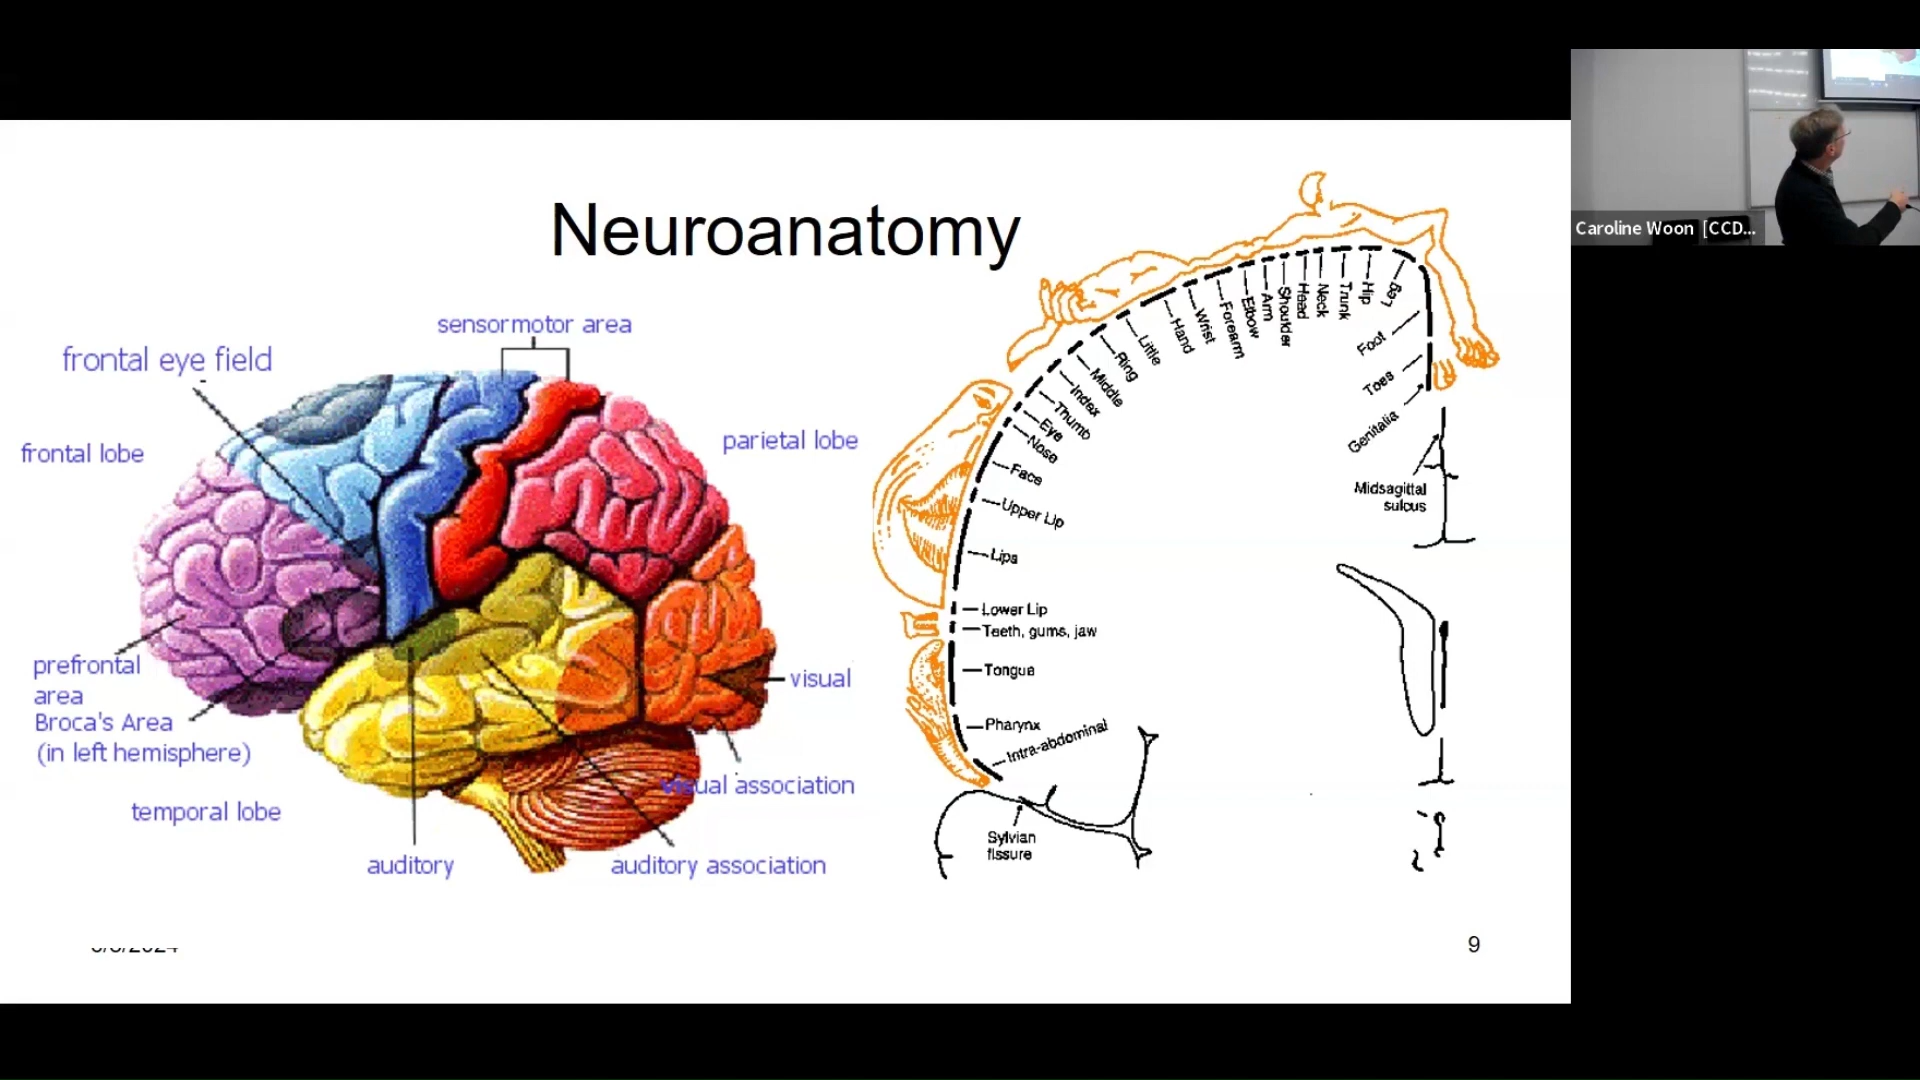 Neuroanatomy
sensormotor area
frontal eye field
frontal lobe
parietal lobe
prefrontal
area
Broca's Area
(in left hemisphere)
temporal lobe
auditory
auditory association
visual association
visual
Leg
Hip
Trunk
Neck
Head
Shoulder
Arm
Elbow
Forearm
Wrist
Hand
Little
Ring
Middle
Index
Thumb
Eye
Nose
Face
Upper Lip
Lips
Lower Lip
Teeth, gums, jaw
Tongue
Pharynx
Intra-abdominal
Foot
Toes
Genitalia
Midsagittal
sulcus
Sylvian
fissure
9
Caroline Woon [CCD...